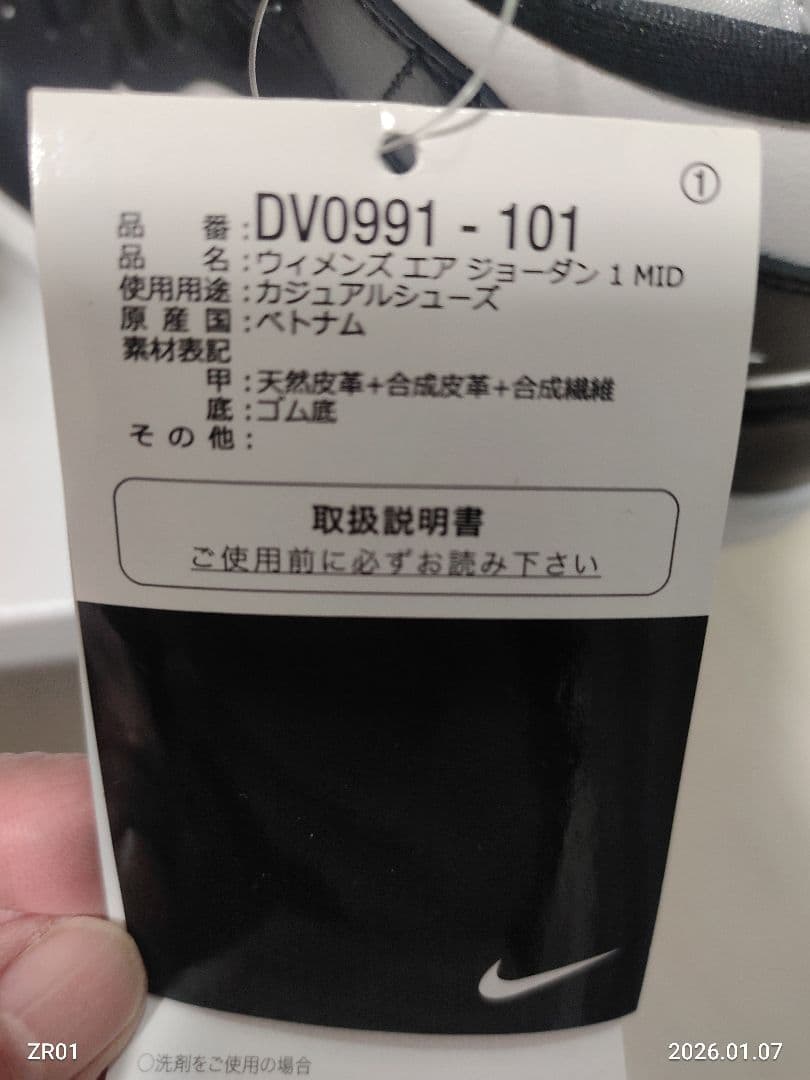 ①
品 番:DV0991 - 101
品 名:ウィメンズ エア ジョーダン 1 MID
使用用途:カジュアルシューズ
原産国:ベトナム
素材表記
甲:天然皮革+合成皮革+合成繊維
底:ゴム底
その他:
取扱説明書
ご使用前に必ずお読み下さい
○洗剤をご使用の場合
ZR01
2026.01.07